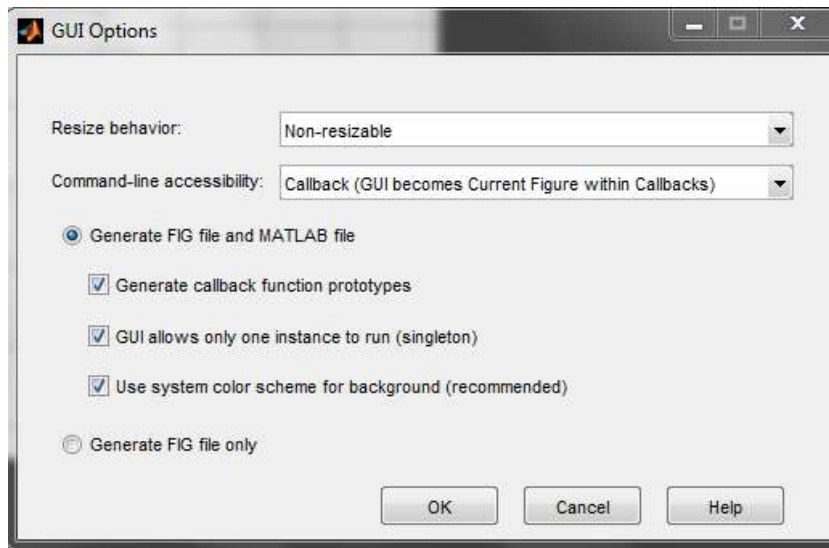 GUI Options
Resize behavior: Non-resizable
Command-line accessibility: Callback (GUI becomes Current Figure within Callbacks)
Generate FIG file and MATLAB file
Generate callback function prototypes
GUI allows only one instance to run (singleton)
Use system color scheme for background (recommended)
Generate FIG file only
OK Cancel Help